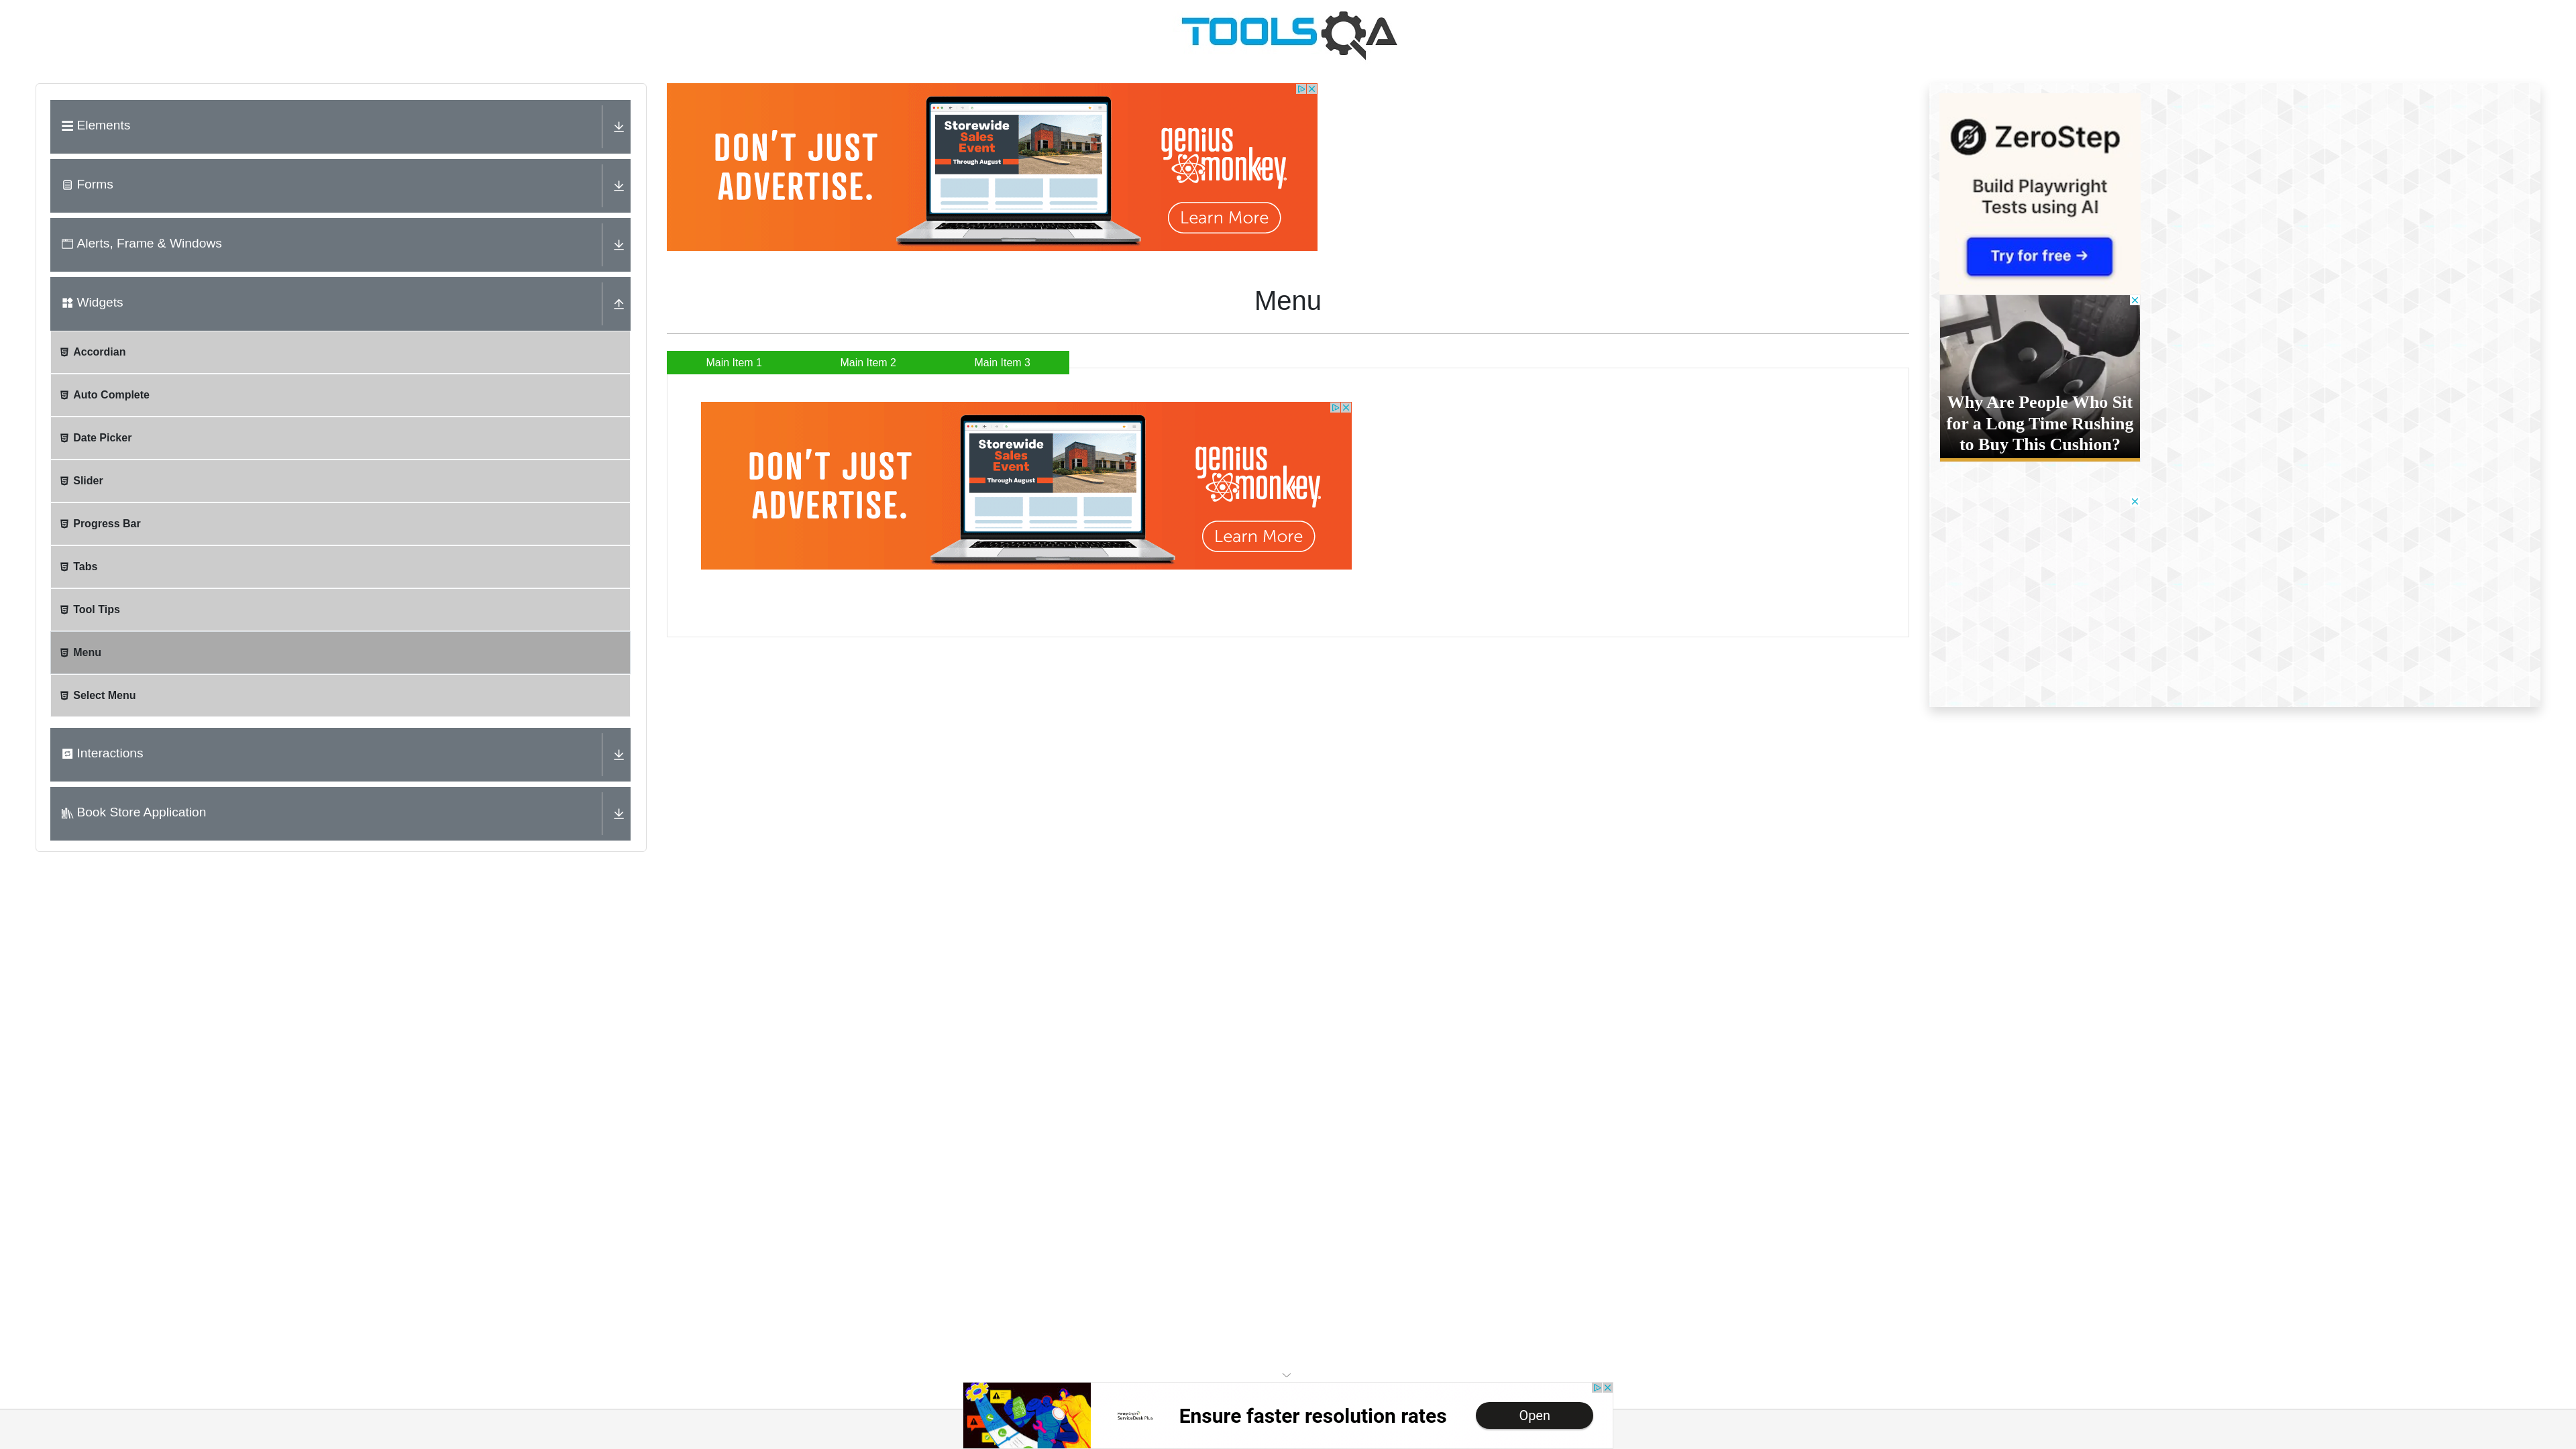 TOOLSQA
Elements
Forms
Alerts, Frame & Windows
Widgets
Accordian
Auto Complete
Date Picker
Slider
Progress Bar
Tabs
Tool Tips
Menu
Select Menu
Interactions
Book Store Application
DON'T JUST
ADVERTISE.
Storewide
Sales
Event
Through August
genius
monkey
Learn More
Menu
Main Item 1
Main Item 2
Main Item 3
DON'T JUST
ADVERTISE.
Storewide
Sales
Event
Through August
genius
monkey
Learn More
ZeroStep
Build Playwright
Tests using AI
Try for free →
Why Are People Who Sit
for a Long Time Rushing
to Buy This Cushion?
ManageEngine
ServiceDesk Plus
Ensure faster resolution rates
Open